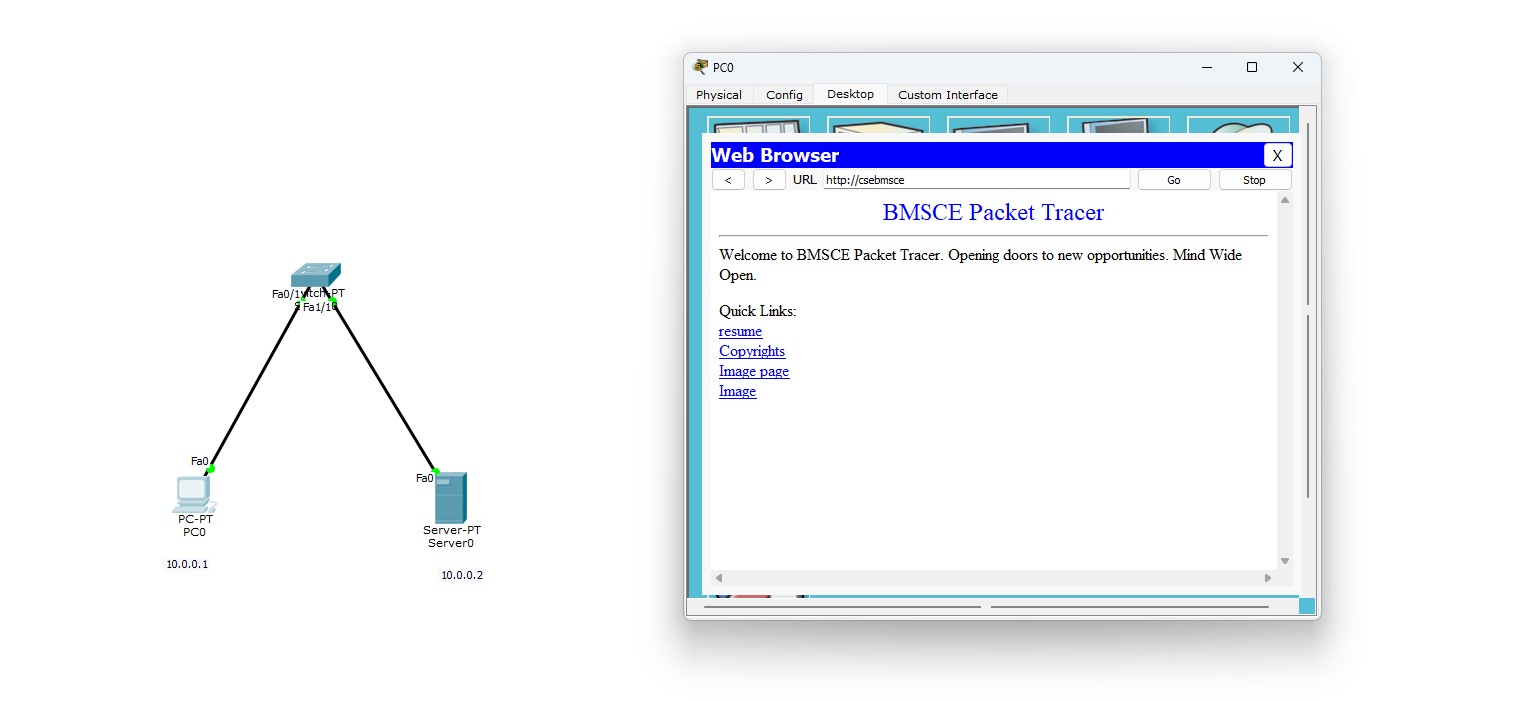 PC0
Physical Config Desktop Custom Interface
Web Browser X
< > URL http://csebmsce Go Stop
BMSCE Packet Tracer
Welcome to BMSCE Packet Tracer. Opening doors to new opportunities. Mind Wide
Open.
Quick Links:
resume
Copyrights
Image page
Image
Fa0/1
Fa1/1
Fa0
PC-PT
PC0
10.0.0.1
Fa0
Server-PT
Server0
10.0.0.2